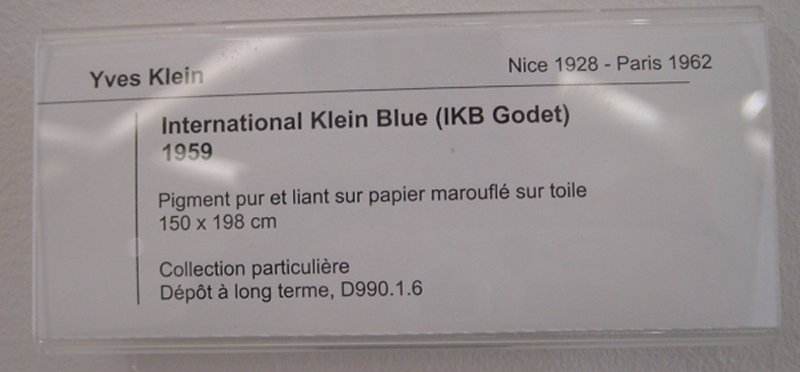 Yves Klein
Nice 1928 - Paris 1962
International Klein Blue (IKB Godet)
1959
Pigment pur et liant sur papier marouflé sur toile
150 x 198 cm
Collection particulière
Dépôt à long terme, D990.1.6